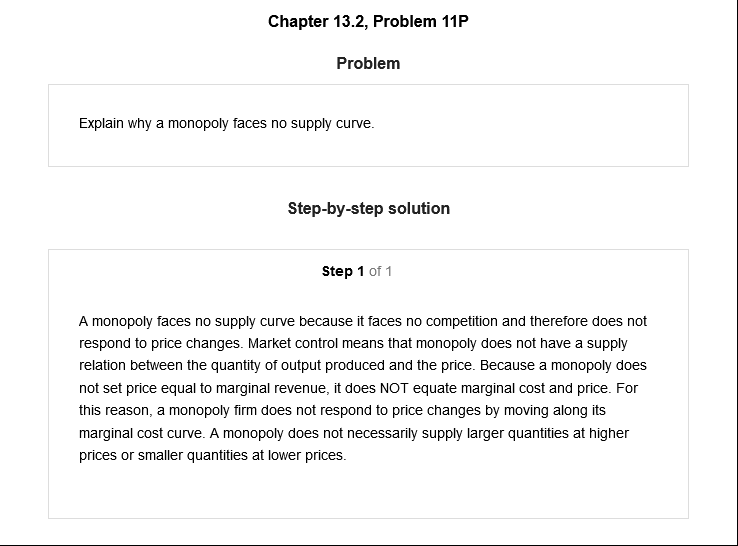 Chapter 13.2, Problem 11P
Problem
Explain why a monopoly faces no supply curve.
Step-by-step solution
Step 1 of 1
A monopoly faces no supply curve because it faces no competition and therefore does not
respond to price changes. Market control means that monopoly does not have a supply
relation between the quantity of output produced and the price. Because a monopoly does
not set price equal to marginal revenue, it does NOT equate marginal cost and price. For
this reason, a monopoly firm does not respond to price changes by moving along its
marginal cost curve. A monopoly does not necessarily supply larger quantities at higher
prices or smaller quantities at lower prices.